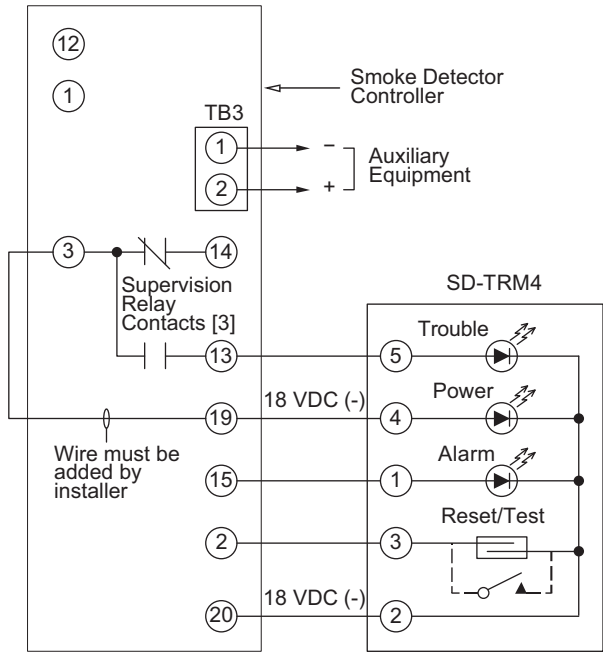 12
1
Smoke Detector
Controller
TB3
1
−
2
+
Auxiliary
Equipment
3
14
Supervision
Relay
Contacts [3]
13
SD-TRM4
Trouble
5
19
18 VDC (-)
4
Power
Wire must be
added by
installer
15
1
Alarm
2
3
Reset/Test
20
18 VDC (-)
2